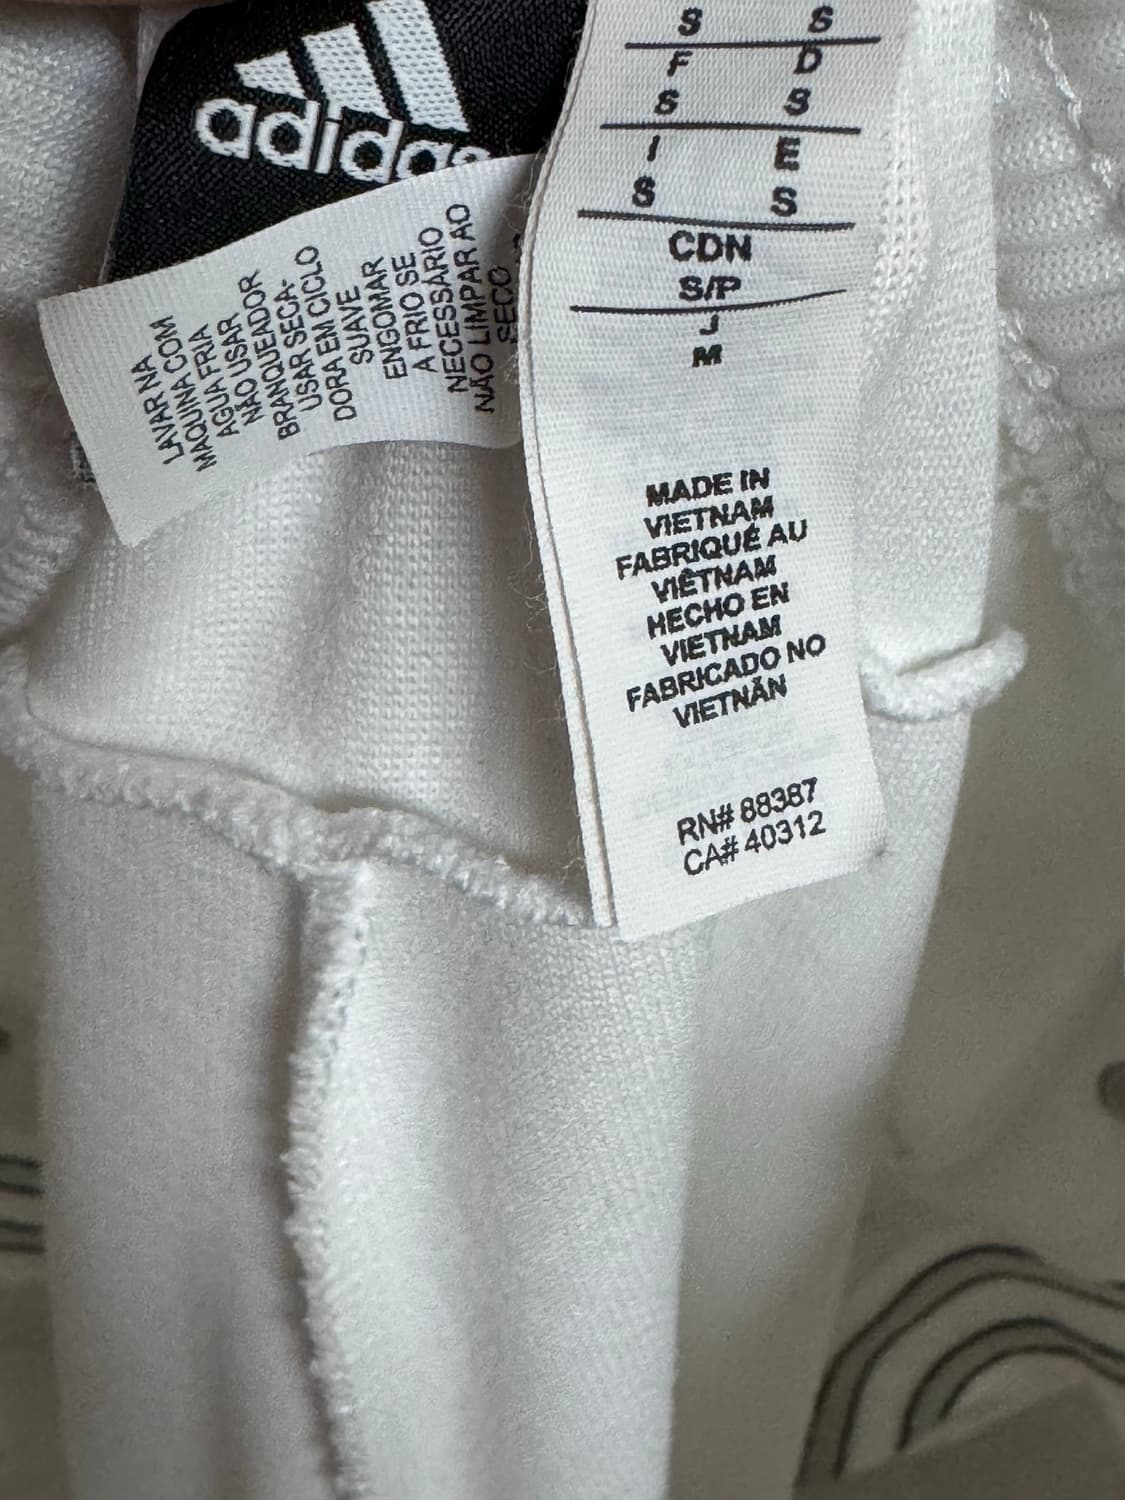 adidas
LAVAR NA
MAQUINA COM
AGUA FRIA
NÃO USAR
BANQUEADOR
BRANQUEADOR SECA-
USAR SECA-
DORA EM CICLO
SUAVE
ENGOMAR
A FRIO SE
NECESSÁRIO
NÃO LIMPAR AO
SECO
S S
F D
S S
I E
S S
CDN
S/P
J
M
MADE IN
VIETNAM
FABRIQUÉ AU
VIÊTNAM
HECHO EN
VIETNAM
FABRICADO NO
VIETNÃN
RN# 88387
CA# 40312